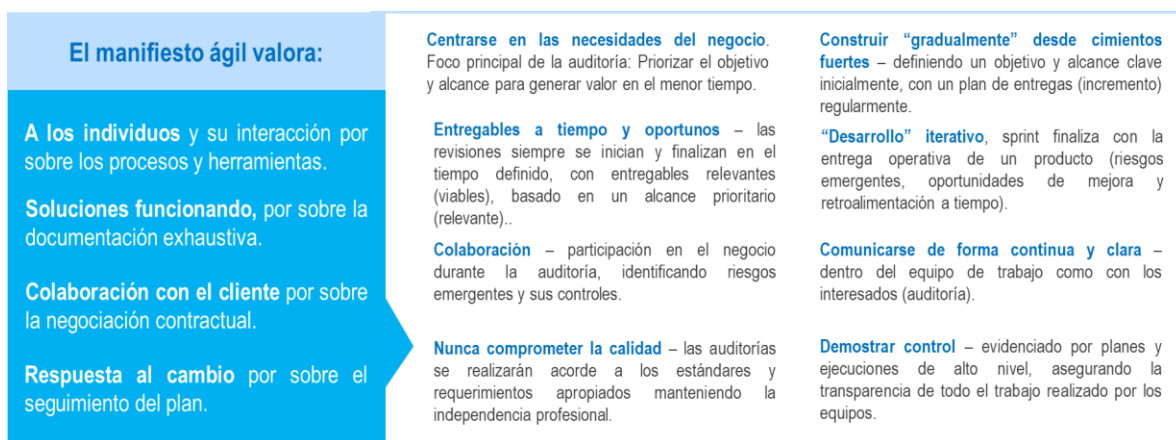 El manifiesto ágil valora:
A los individuos y su interacción por
sobre los procesos y herramientas.
Soluciones funcionando, por sobre la
documentación exhaustiva.
Colaboración con el cliente por sobre
la negociación contractual.
Respuesta al cambio por sobre el
seguimiento del plan.
Centrarse en las necesidades del negocio.
Foco principal de la auditoría: Priorizar el objetivo
y alcance para generar valor en el menor tiempo.
Entregables a tiempo y oportunos – las
revisiones siempre se inician y finalizan en el
tiempo definido, con entregables relevantes
(viables), basado en un alcance prioritario
(relevante)..
Colaboración – participación en el negocio
durante la auditoría, identificando riesgos
emergentes y sus controles.
Nunca comprometer la calidad – las auditorías
se realizarán acorde a los estándares y
requerimientos apropiados manteniendo la
independencia profesional.
Construir “gradualmente” desde cimientos
fuertes – definiendo un objetivo y alcance clave
inicialmente, con un plan de entregas (incremento)
regularmente.
“Desarrollo” iterativo, sprint finaliza con la
entrega operativa de un producto (riesgos
emergentes, oportunidades de mejora y
retroalimentación a tiempo).
Comunicarse de forma continua y clara –
dentro del equipo de trabajo como con los
interesados (auditoría).
Demostrar control – evidenciado por planes y
ejecuciones de alto nivel, asegurando la
transparencia de todo el trabajo realizado por los
equipos.